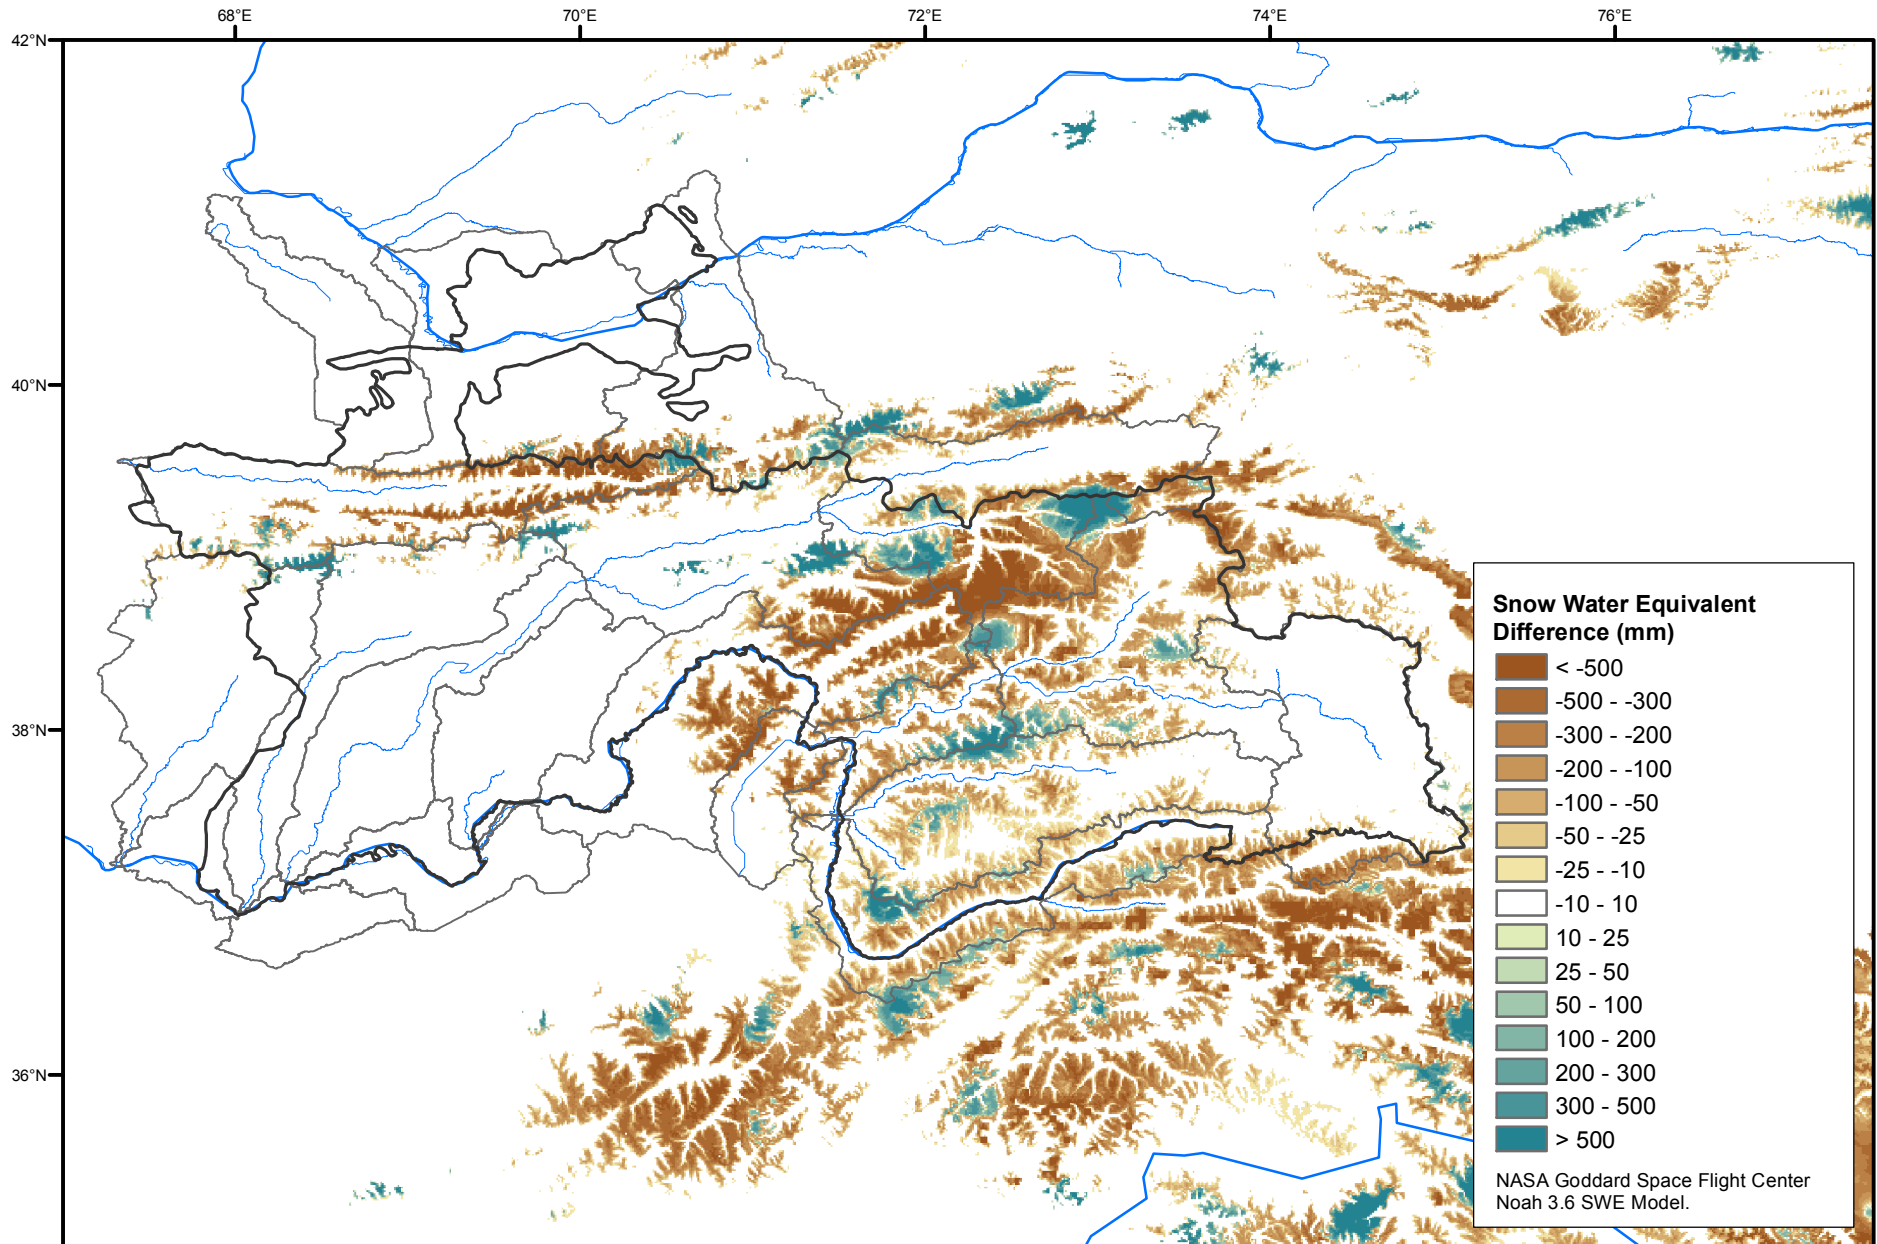 68°E
70°E
72°E
74°E
76°E
42°N
40°N
38°N
36°N
Snow Water Equivalent
Difference (mm)
< -500
-500 - -300
-300 - -200
-200 - -100
-100 - -50
-50 - -25
-25 - -10
-10 - 10
10 - 25
25 - 50
50 - 100
100 - 200
200 - 300
300 - 500
> 500
NASA Goddard Space Flight Center
Noah 3.6 SWE Model.